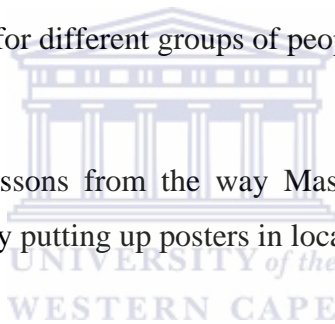 for different groups of peop
ssons from the way Mas
y putting up posters in loca
UNIVERSITY of the
WESTERN CAPE